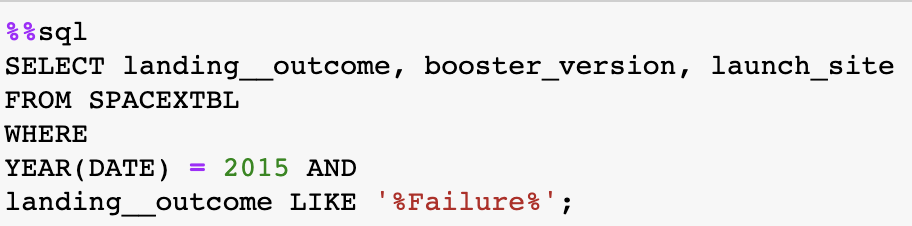 %%sql
SELECT landing__outcome, booster_version, launch_site
FROM SPACEXTBL
WHERE
YEAR(DATE) = 2015 AND
landing__outcome LIKE '%Failure%';